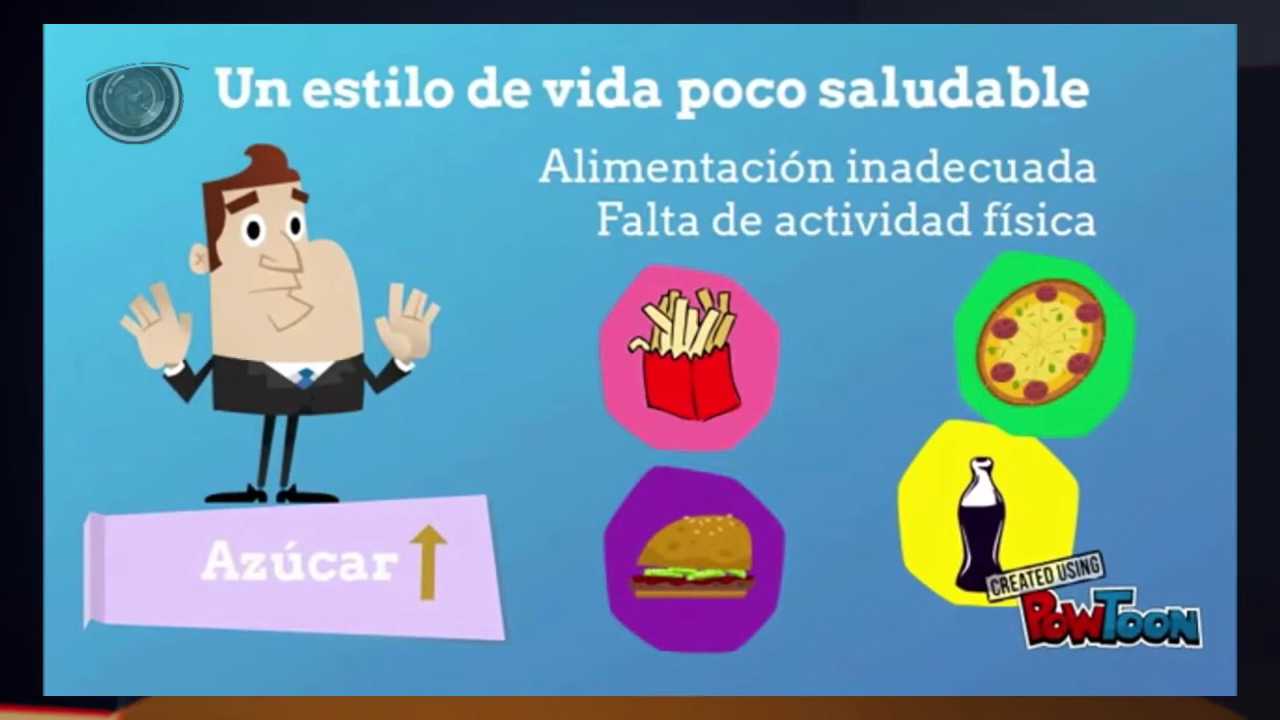 Un estilo de vida poco saludable
Alimentación inadecuada
Falta de actividad física
Azúcar
CREATED USING
PowToon